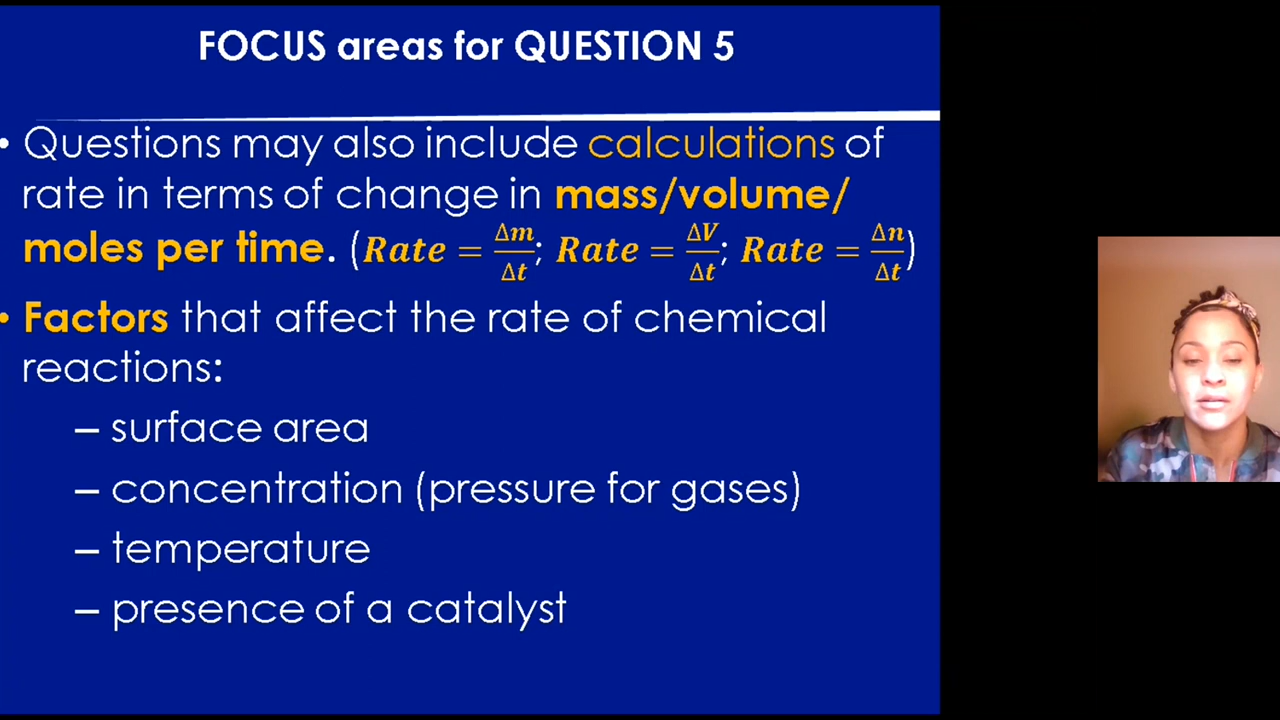 FOCUS areas for QUESTION 5
• Questions may also include calculations of
rate in terms of change in mass/volume/
moles per time. (Rate = Δm/Δt; Rate = ΔV/Δt; Rate = Δn/Δt)
• Factors that affect the rate of chemical
reactions:
– surface area
– concentration (pressure for gases)
– temperature
– presence of a catalyst